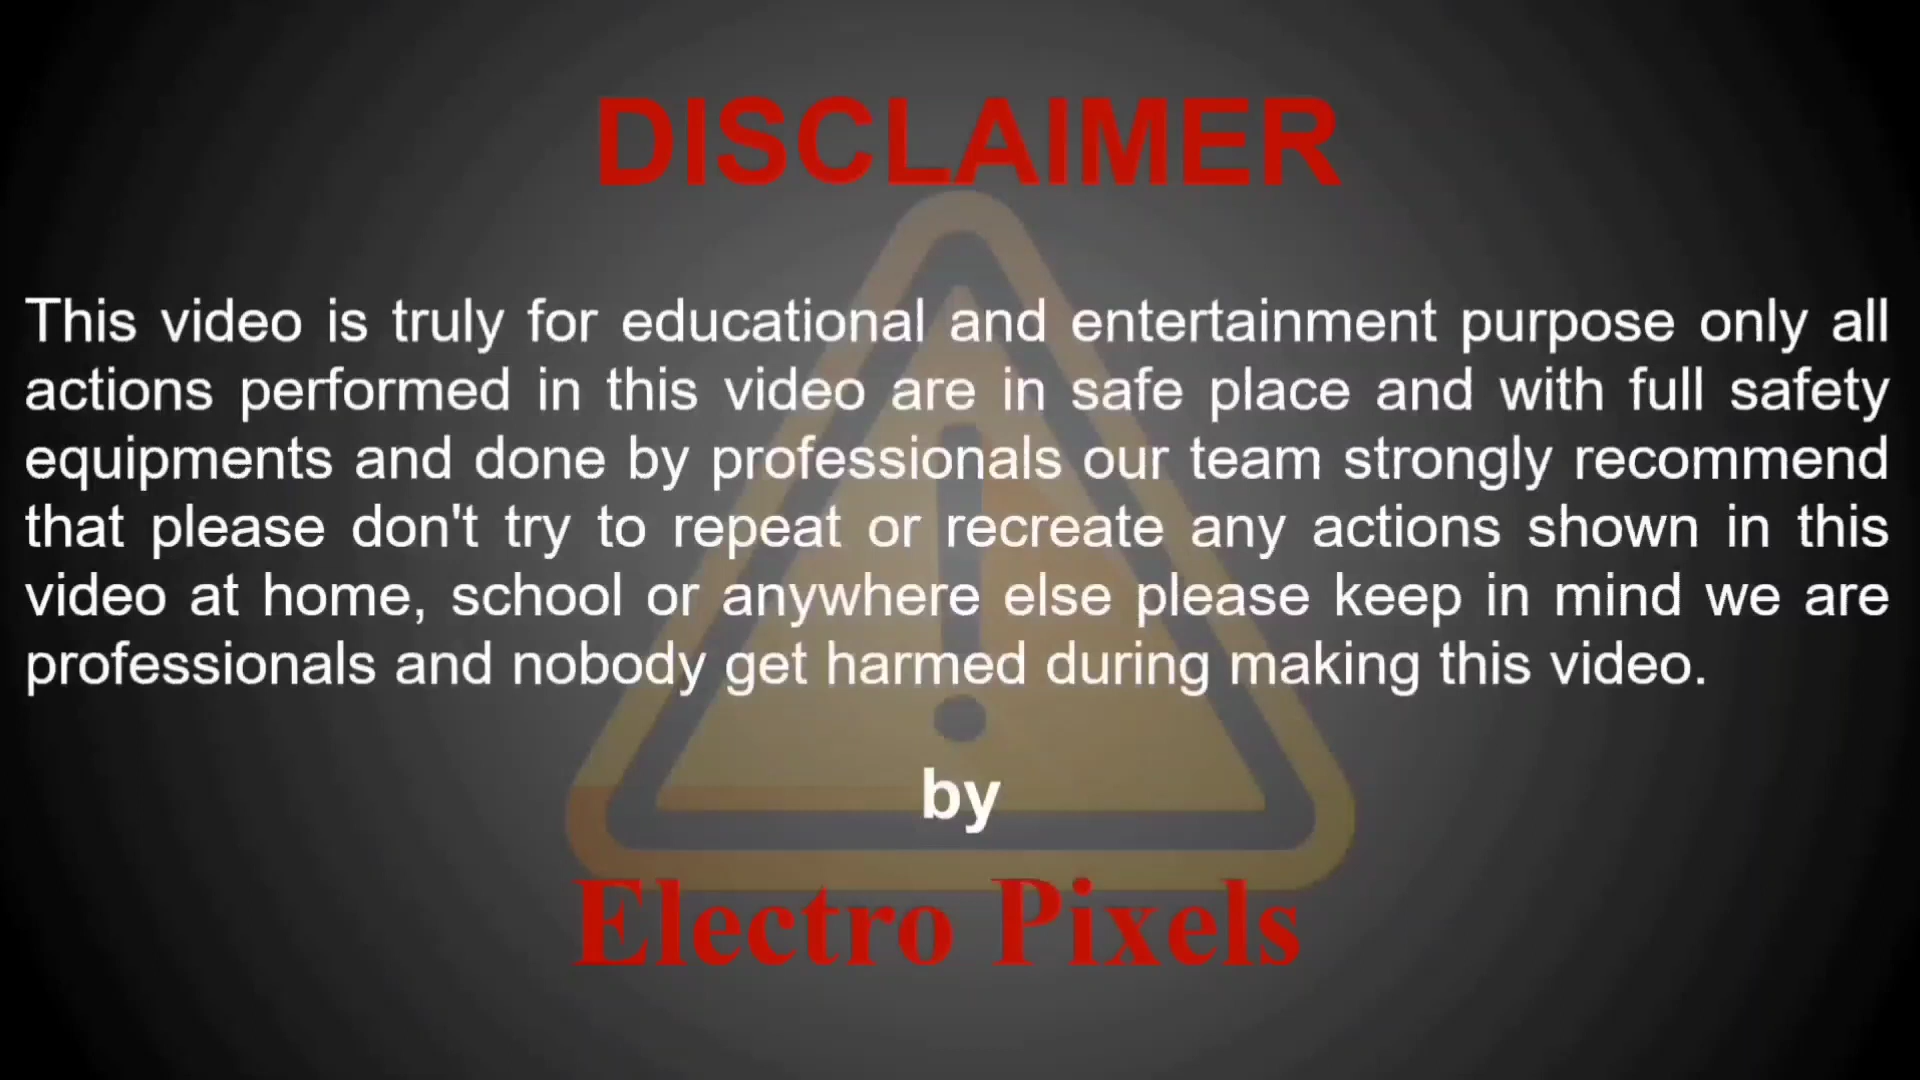 DISCLAIMER
This video is truly for educational and entertainment purpose only all
actions performed in this video are in safe place and with full safety
equipments and done by professionals our team strongly recommend
that please don't try to repeat or recreate any actions shown in this
video at home, school or anywhere else please keep in mind we are
professionals and nobody get harmed during making this video.
by
Electro Pixels